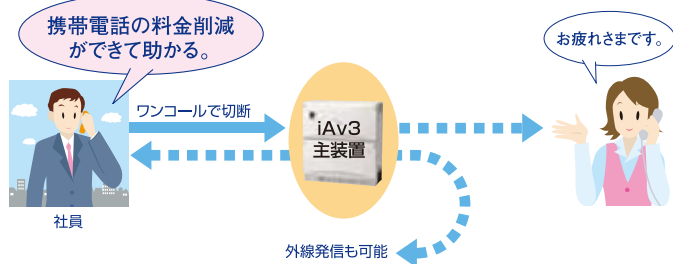 携帯電話の料金削減
ができて助かる。
お疲れさまです。
ワンコールで切断
iAv3
主装置
社員
外線発信も可能